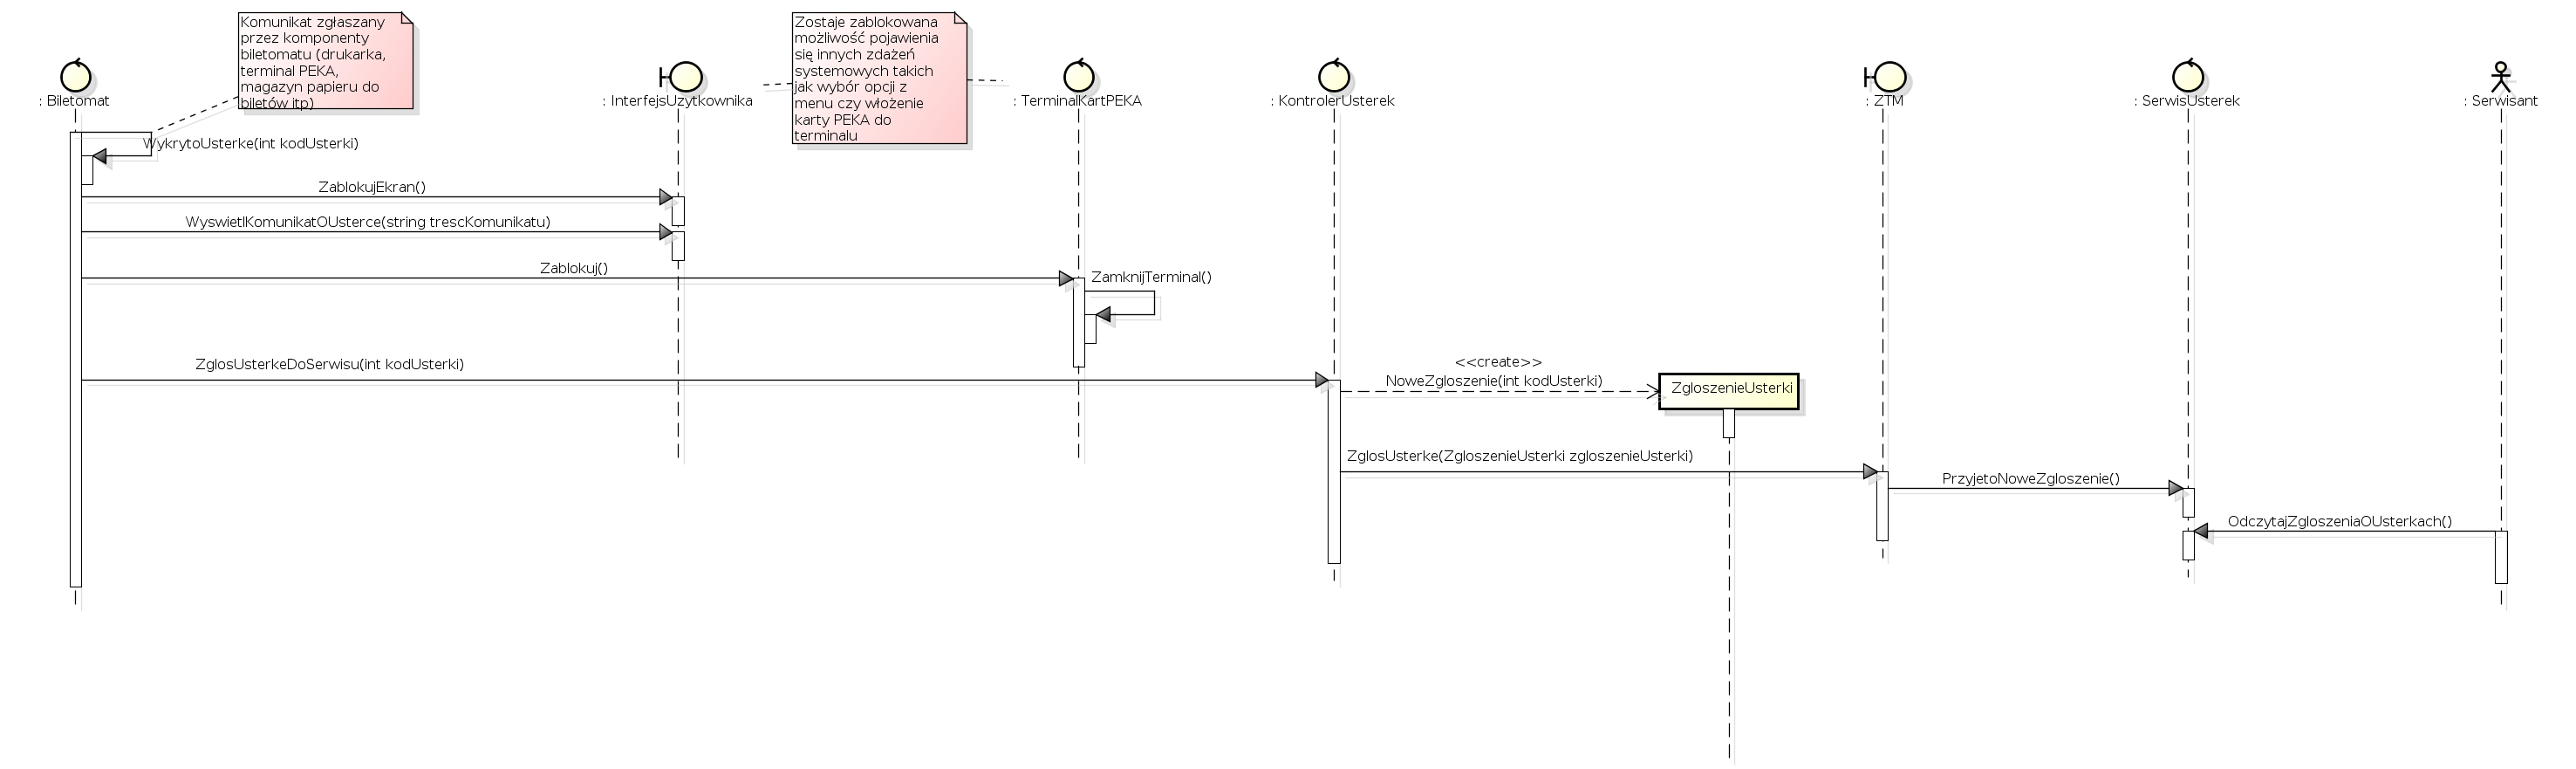 Komunikat zgłaszany
przez komponenty
biletomatu (drukarka,
terminal PEKA,
magazyn papieru do
biletów itp)
Zostaje zablokowana
możliwość pojawienia
się innych zdażeń
systemowych takich
jak wybór opcji z
menu czy włożenie
karty PEKA do
terminalu
: Biletomat
: InterfejsUzytkownika
: TerminalKartPEKA
: KontrolerUsterek
: ZTM
: SerwisUsterek
: Serwisant
WykrytoUsterke(int kodUsterki)
ZablokujEkran()
WyswietlKomunikatOUsterce(string trescKomunikatu)
Zablokuj()
ZamknijTerminal()
ZglosUsterkeDoSerwisu(int kodUsterki)
<<create>>
NoweZgloszenie(int kodUsterki)
ZgloszenieUsterki
ZglosUsterke(ZgloszenieUsterki zgloszenieUsterki)
PrzyjetoNoweZgloszenie()
OdczytajZgloszeniaOUsterkach()